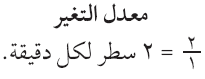 معدل التغير
٢/١ = ٢ سطر لكل دقيقة.